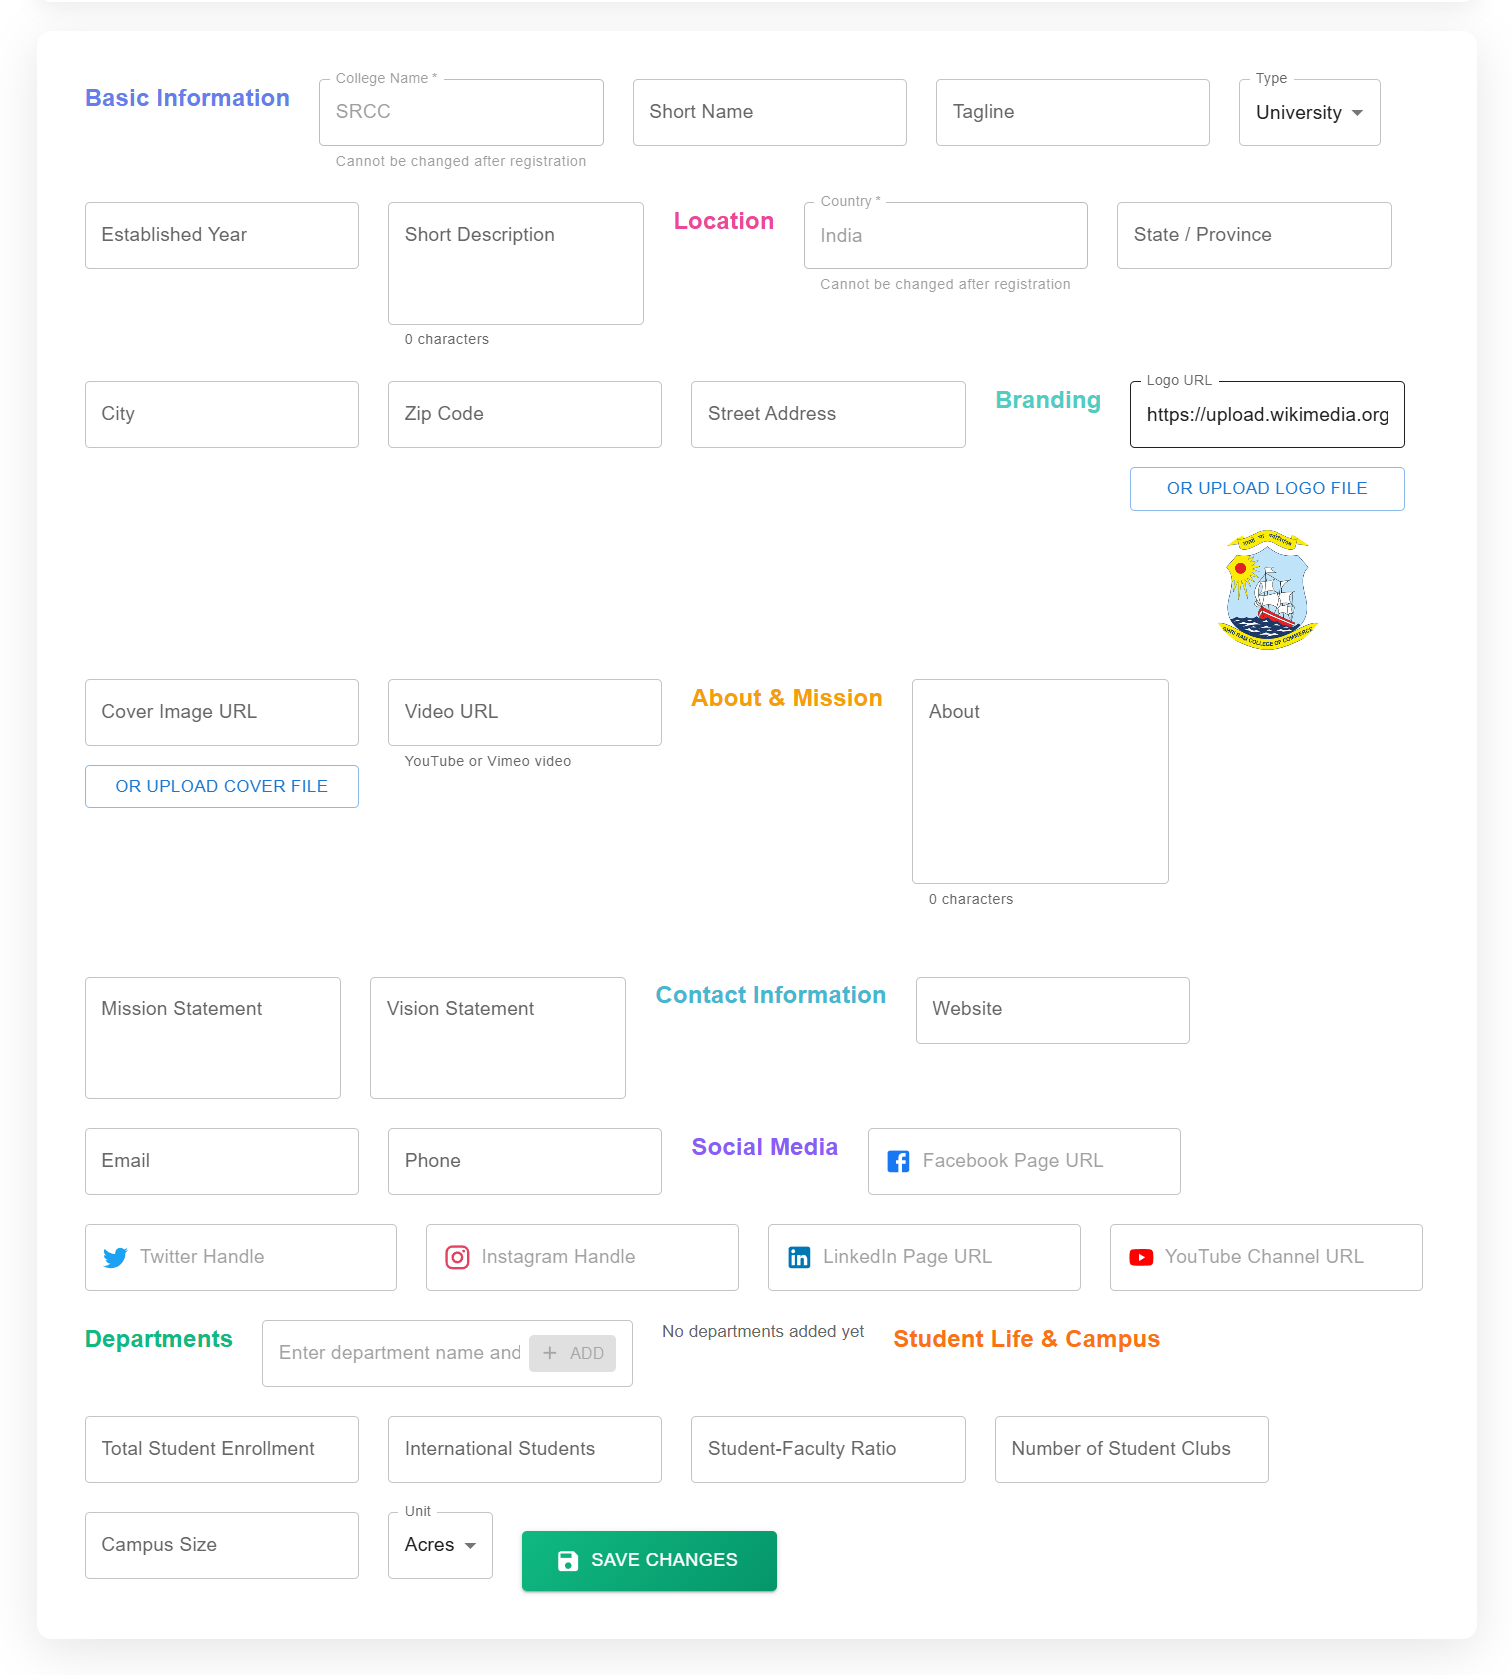 Basic Information
College Name *
SRCC
Cannot be changed after registration
Short Name
Tagline
Type
University
Established Year
Short Description
0 characters
Location
Country *
India
Cannot be changed after registration
State / Province
City
Zip Code
Street Address
Branding
Logo URL
https://upload.wikimedia.org
OR UPLOAD LOGO FILE
SHRI RAM COLLEGE OF COMMERCE
Cover Image URL
OR UPLOAD COVER FILE
Video URL
YouTube or Vimeo video
About & Mission
About
0 characters
Mission Statement
Vision Statement
Contact Information
Website
Email
Phone
Social Media
Facebook Page URL
Twitter Handle
Instagram Handle
LinkedIn Page URL
YouTube Channel URL
Departments
Enter department name and
+ ADD
No departments added yet
Student Life & Campus
Total Student Enrollment
International Students
Student-Faculty Ratio
Number of Student Clubs
Campus Size
Unit
Acres
SAVE CHANGES